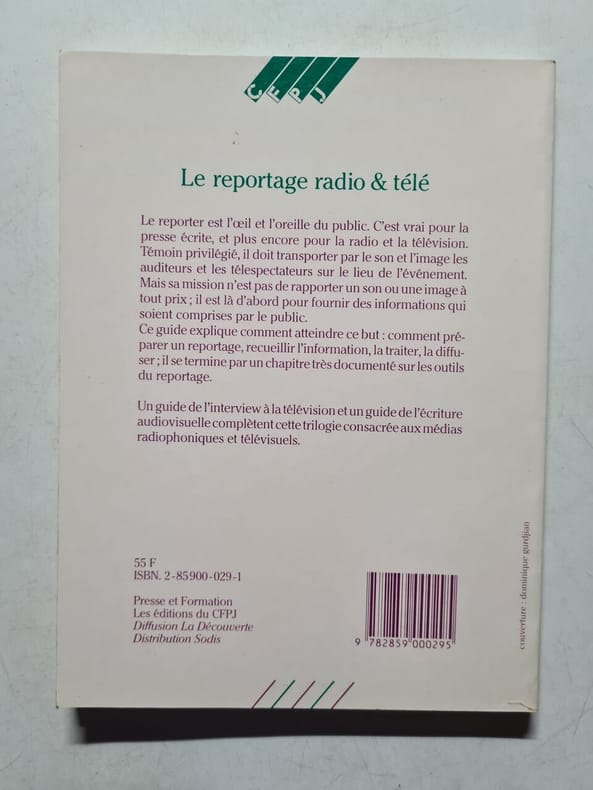 CFPJ
Le reportage radio & télé
Le reporter est l'œil et l'oreille du public. C'est vrai pour la
presse écrite, et plus encore pour la radio et la télévision.
Témoin privilégié, il doit transporter par le son et l'image les
auditeurs et les télespectateurs sur le lieu de l'événement.
Mais sa mission n'est pas de rapporter un son ou une image à
tout prix ; il est là d'abord pour fournir des informations qui
soient comprises par le public.
Ce guide explique comment atteindre ce but : comment pré-
parer un reportage, recueillir l'information, la traiter, la diffu-
ser ; il se termine par un chapitre très documenté sur les outils
du reportage.
Un guide de l'interview à la télévision et un guide de l'écriture
audiovisuelle complètent cette trilogie consacrée aux médias
radiophoniques et télévisuels.
55 F
ISBN. 2-85900-029-1
Presse et Formation
Les éditions du CFPJ
Diffusion La Découverte
Distribution Sodis
9 782859 000295
couverture : dominique gurdjian